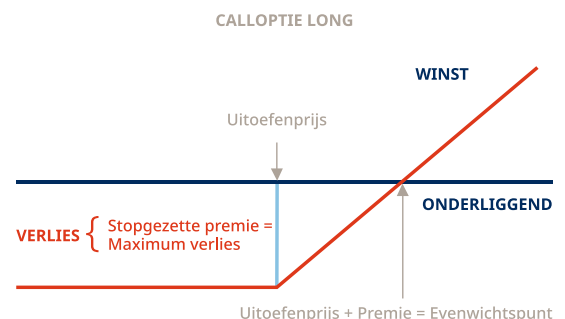 CALLOPTIE LONG
WINST
Uitoefenprijs
ONDERLIGGEND
VERLIES
Stopgezette premie =
Maximum verlies
Uitoefenprijs + Premie = Evenwichtspunt